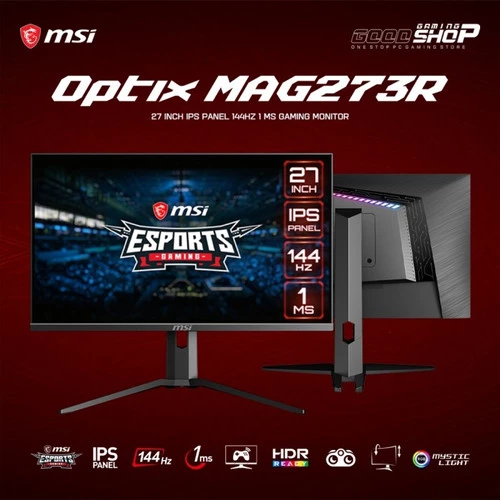 msi
GAMING
GEEQ SHOP
ONE STOP PC GAMING STORE
Optix MAG273R
27 INCH IPS PANEL 144HZ 1 MS GAMING MONITOR
msi
ESPORTS
GAMING
27
INCH
IPS
PANEL
144
HZ
1
MS
msi
msi
ESPORTS
GAMING
IPS
PANEL
144Hz
1ms
HDR
READY
RGB
MYSTIC
LIGHT